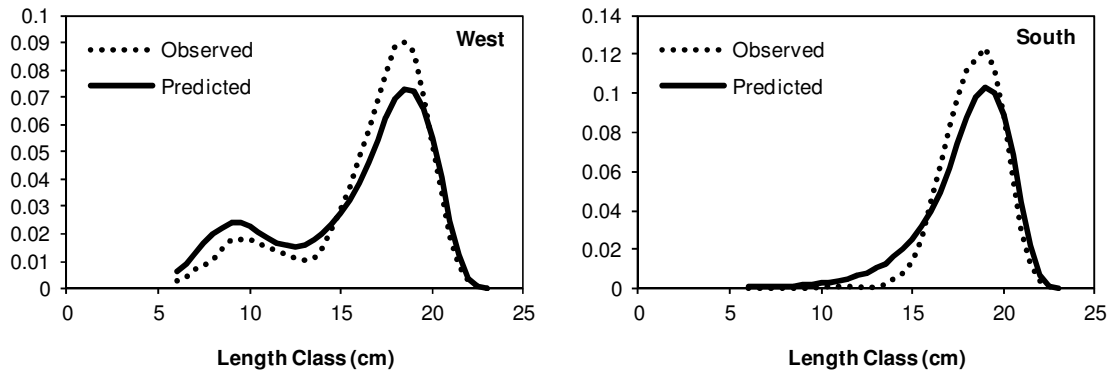 West
Observed
Predicted
0.1
0.09
0.08
0.07
0.06
0.05
0.04
0.03
0.02
0.01
0
0 5 10 15 20 25
Length Class (cm)
South
Observed
Predicted
0.14
0.12
0.1
0.08
0.06
0.04
0.02
0
0 5 10 15 20 25
Length Class (cm)